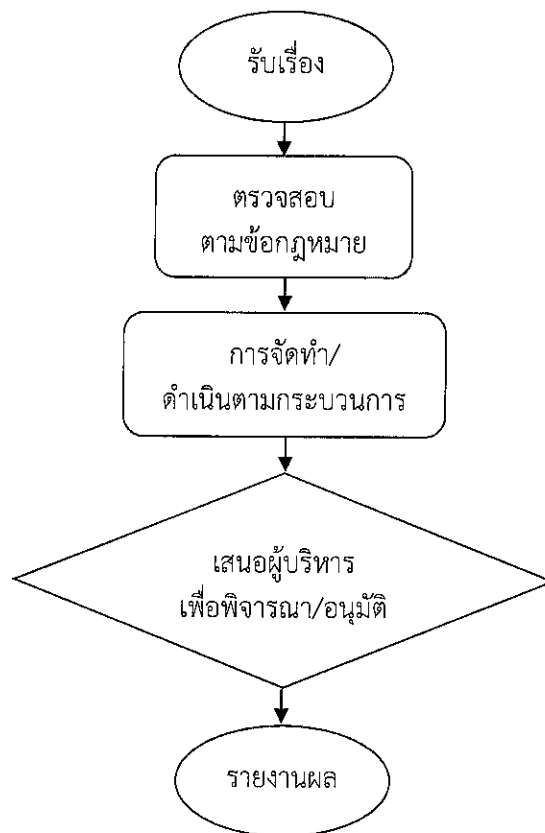 รับเรื่อง
ตรวจสอบ
ตามข้อกฎหมาย
การจัดทำ/
ดำเนินตามกระบวนการ
เสนอผู้บริหาร
เพื่อพิจารณา/อนุมัติ
รายงานผล